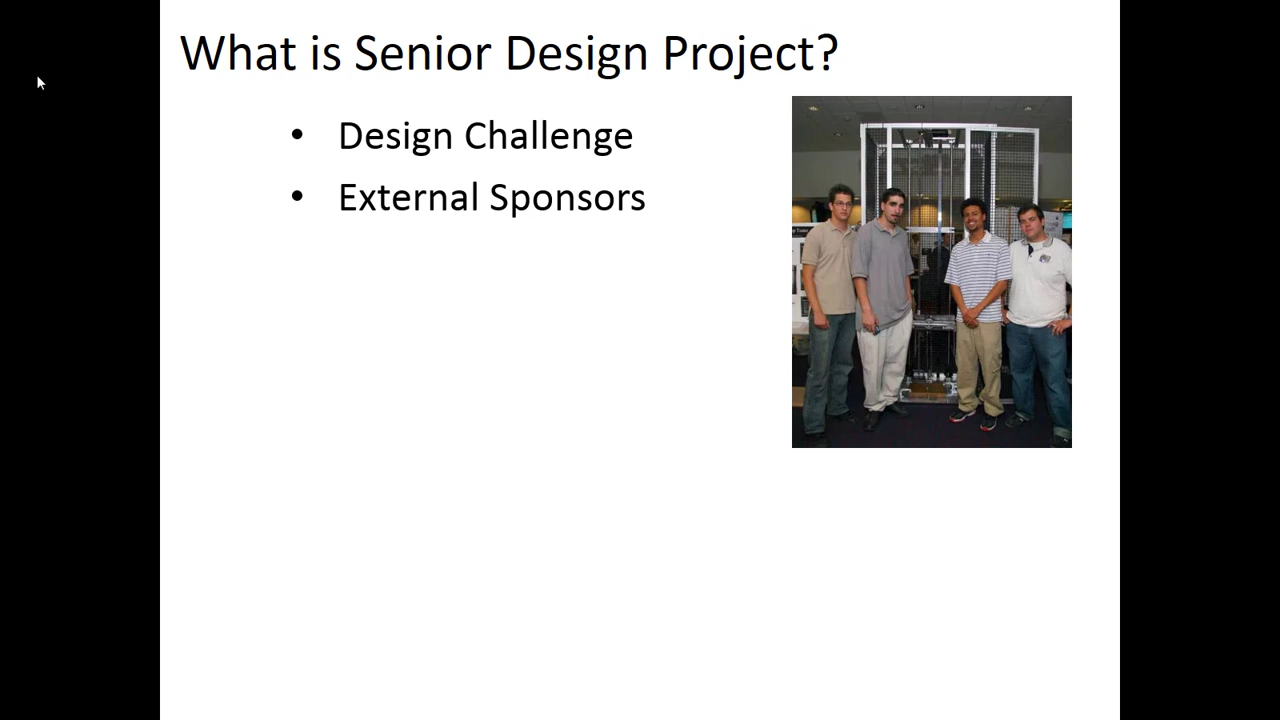 What is Senior Design Project?
• Design Challenge
• External Sponsors